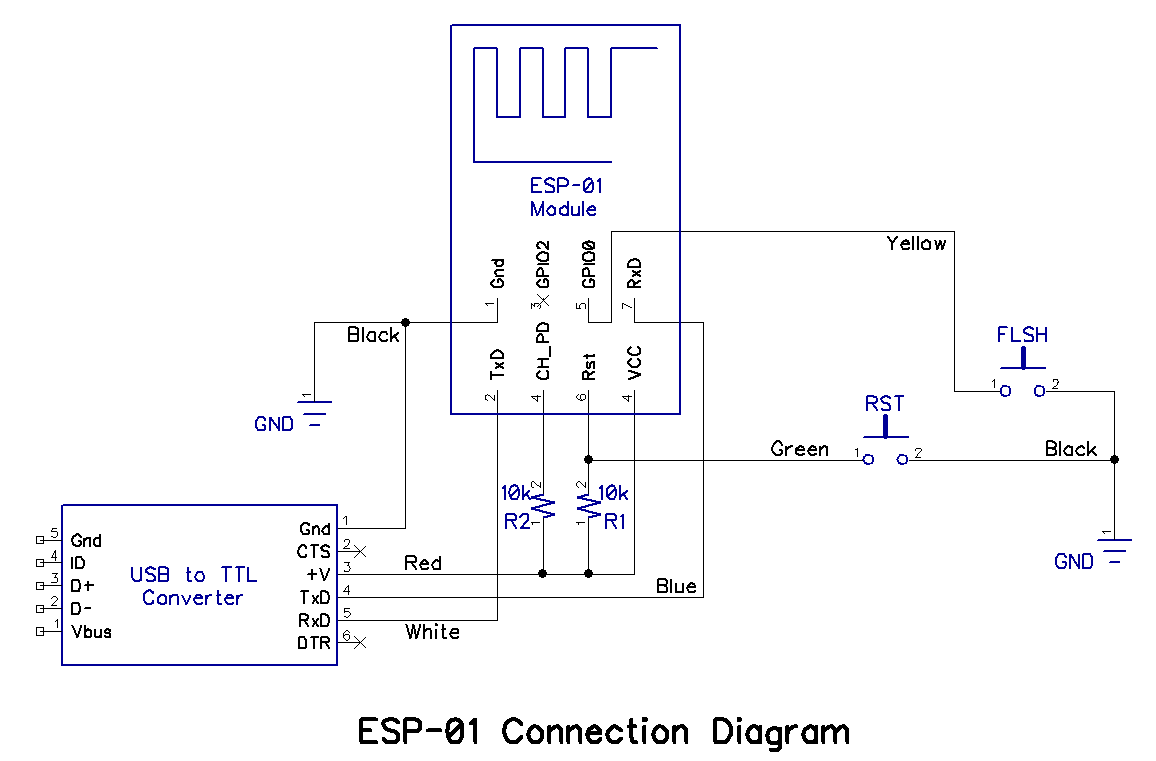 ESP-01
Module
Yellow
Gnd
GPIO2
GPIO0
RxD
1
3
5
7
Black
TxD
CH_PD
Rst
VCC
2
4
6
4
FLSH
1
2
1
GND
RST
Green
1
2
Black
10k
2
R2
1
2
10k
1
R1
1
GND
USB to TTL
Converter
5
Gnd
4
ID
3
D+
2
D-
1
Vbus
Gnd
1
CTS
2
+V
3
Red
TxD
4
Blue
RxD
5
White
DTR
6
ESP-01 Connection Diagram